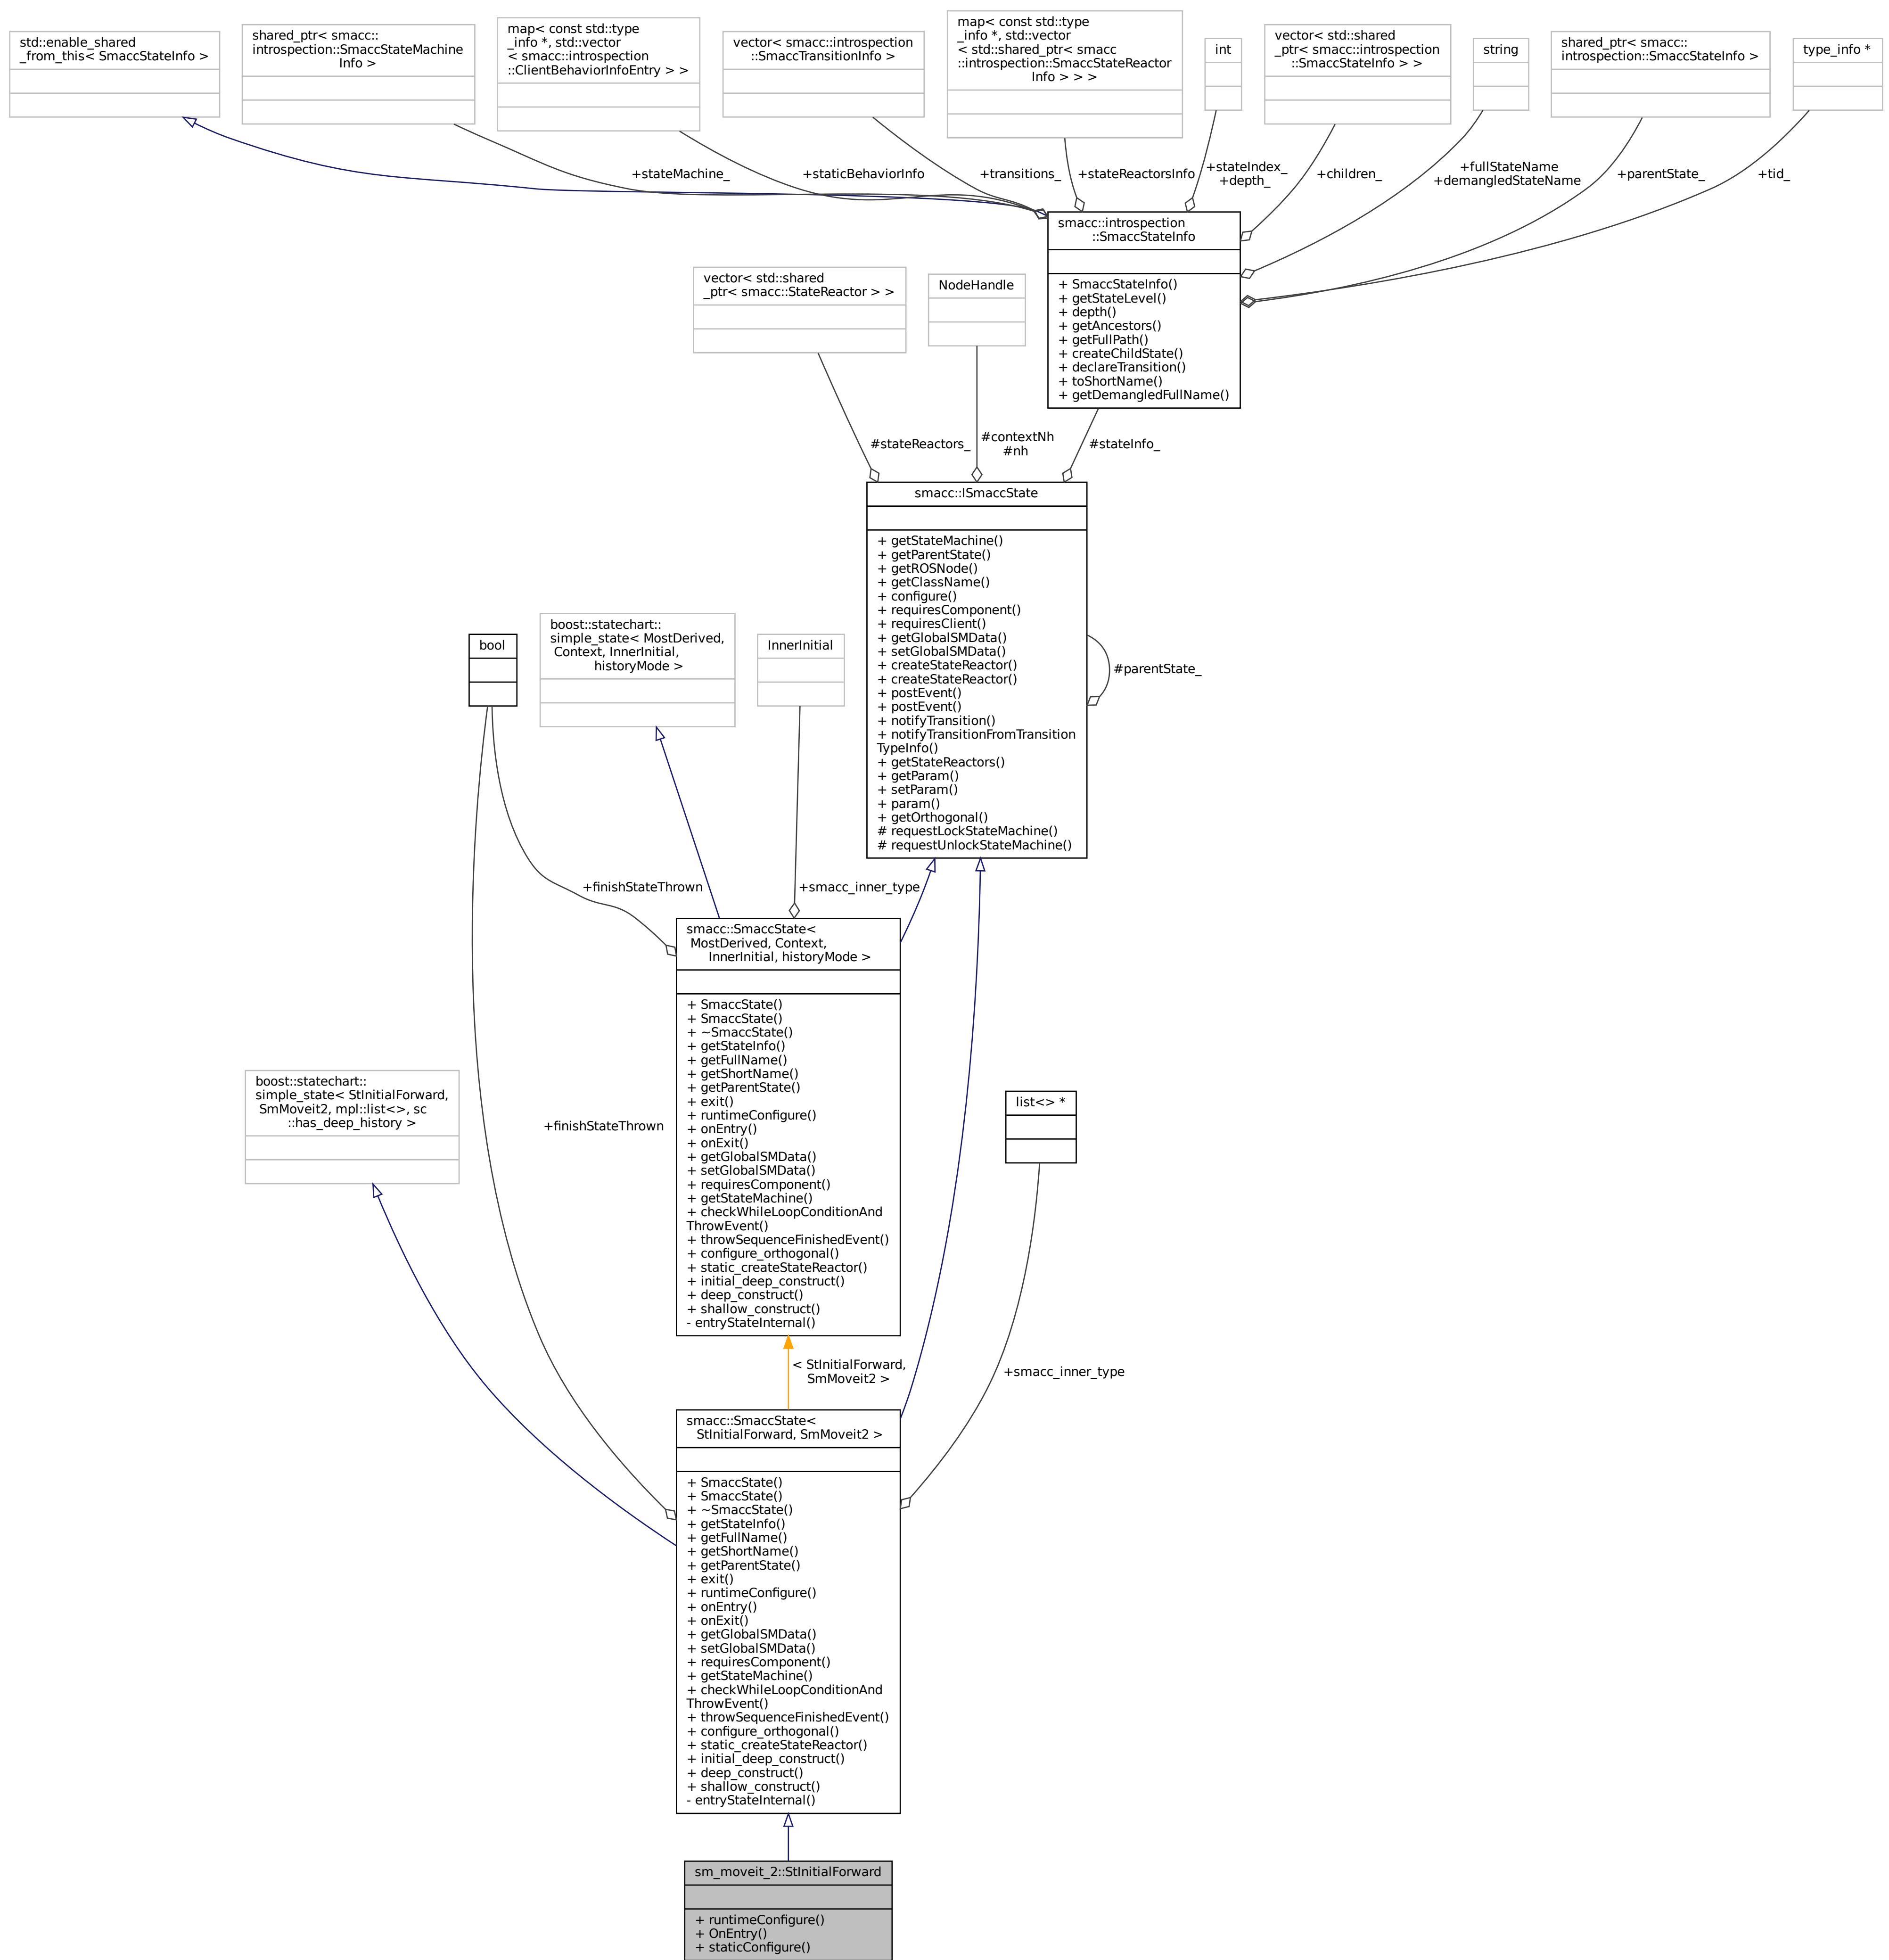 std::enable_shared
_from_this< SmaccStateInfo >
shared_ptr< smacc::
introspection::SmaccStateMachine
Info >
map< const std::type
_info *, std::vector
< smacc::introspection
::ClientBehaviorInfoEntry > >
vector< smacc::introspection
::SmaccTransitionInfo >
map< const std::type
_info *, std::vector
< std::shared_ptr< smacc
::introspection::SmaccStateReactor
Info > > >
int
vector< std::shared
_ptr< smacc::introspection
::SmaccStateInfo > >
string
shared_ptr< smacc::
introspection::SmaccStateInfo >
type_info *
+stateMachine_
+staticBehaviorInfo
+transitions_
+stateReactorsInfo
+stateIndex_
+depth_
+children_
+fullStateName
+demangledStateName
+parentState_
+tid_
smacc::introspection
::SmaccStateInfo
+ SmaccStateInfo()
+ getStateLevel()
+ depth()
+ getAncestors()
+ getFullPath()
+ createChildState()
+ declareTransition()
+ toShortName()
+ getDemangledFullName()
vector< std::shared
_ptr< smacc::StateReactor > >
NodeHandle
#stateReactors_
#contextNh
#nh
#stateInfo_
smacc::ISmaccState
+ getStateMachine()
+ getParentState()
+ getROSNode()
+ getClassName()
+ configure()
+ requiresComponent()
+ requiresClient()
+ getGlobalSMData()
+ setGlobalSMData()
+ createStateReactor()
+ createStateReactor()
+ postEvent()
+ postEvent()
+ notifyTransition()
+ notifyTransitionFromTransition
TypeInfo()
+ getStateReactors()
+ getParam()
+ setParam()
+ param()
+ getOrthogonal()
# requestLockStateMachine()
# requestUnlockStateMachine()
#parentState_
bool
boost::statechart::
simple_state< MostDerived,
Context, InnerInitial,
historyMode >
InnerInitial
+finishStateThrown
+smacc_inner_type
smacc::SmaccState<
MostDerived, Context,
InnerInitial, historyMode >
+ SmaccState()
+ SmaccState()
+ ~SmaccState()
+ getStateInfo()
+ getFullName()
+ getShortName()
+ getParentState()
+ exit()
+ runtimeConfigure()
+ onEntry()
+ onExit()
+ getGlobalSMData()
+ setGlobalSMData()
+ requiresComponent()
+ getStateMachine()
+ checkWhileLoopConditionAnd
ThrowEvent()
+ throwSequenceFinishedEvent()
+ configure_orthogonal()
+ static_createStateReactor()
+ initial_deep_construct()
+ deep_construct()
+ shallow_construct()
- entryStateInternal()
boost::statechart::
simple_state< StInitialForward,
SmMoveit2, mpl::list<>, sc
::has_deep_history >
+finishStateThrown
list<> *
< StInitialForward,
SmMoveit2 >
+smacc_inner_type
smacc::SmaccState<
StInitialForward, SmMoveit2 >
+ SmaccState()
+ SmaccState()
+ ~SmaccState()
+ getStateInfo()
+ getFullName()
+ getShortName()
+ getParentState()
+ exit()
+ runtimeConfigure()
+ onEntry()
+ onExit()
+ getGlobalSMData()
+ setGlobalSMData()
+ requiresComponent()
+ getStateMachine()
+ checkWhileLoopConditionAnd
ThrowEvent()
+ throwSequenceFinishedEvent()
+ configure_orthogonal()
+ static_createStateReactor()
+ initial_deep_construct()
+ deep_construct()
+ shallow_construct()
- entryStateInternal()
sm_moveit_2::StInitialForward
+ runtimeConfigure()
+ OnEntry()
+ staticConfigure()